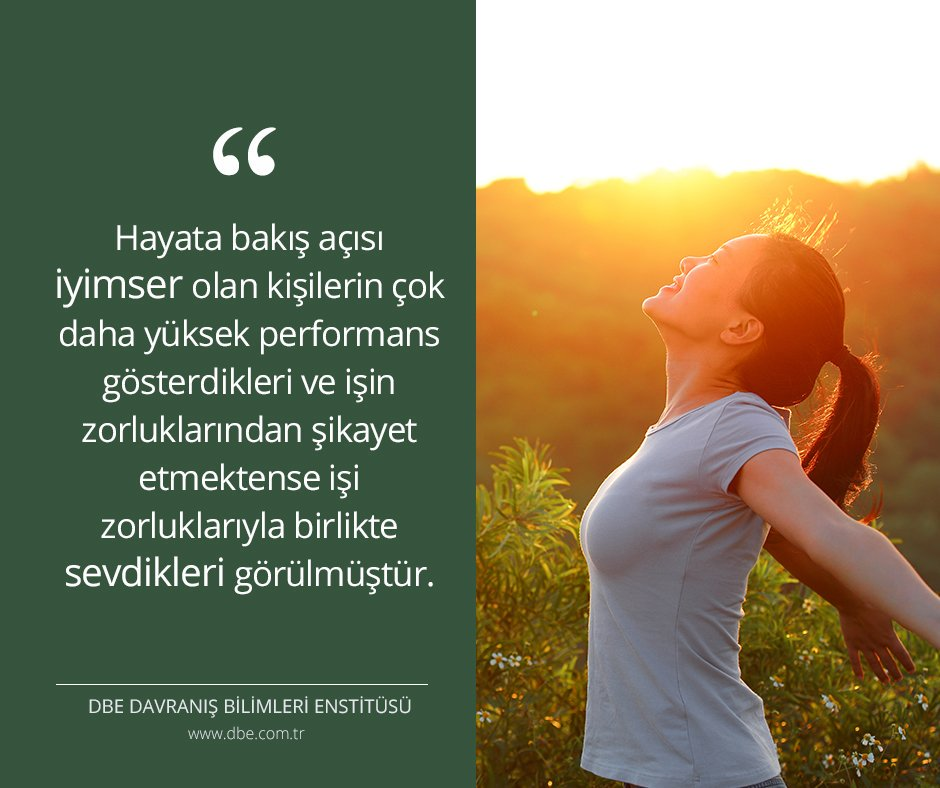 “
Hayata bakış açısı
iyimser olan kişilerin çok
daha yüksek performans
gösterdikleri ve işin
zorluklarından şikayet
etmektense işi
zorluklarıyla birlikte
sevdikleri görülmüştür.
DBE DAVRANIŞ BİLİMLERİ ENSTİTÜSÜ
www.dbe.com.tr